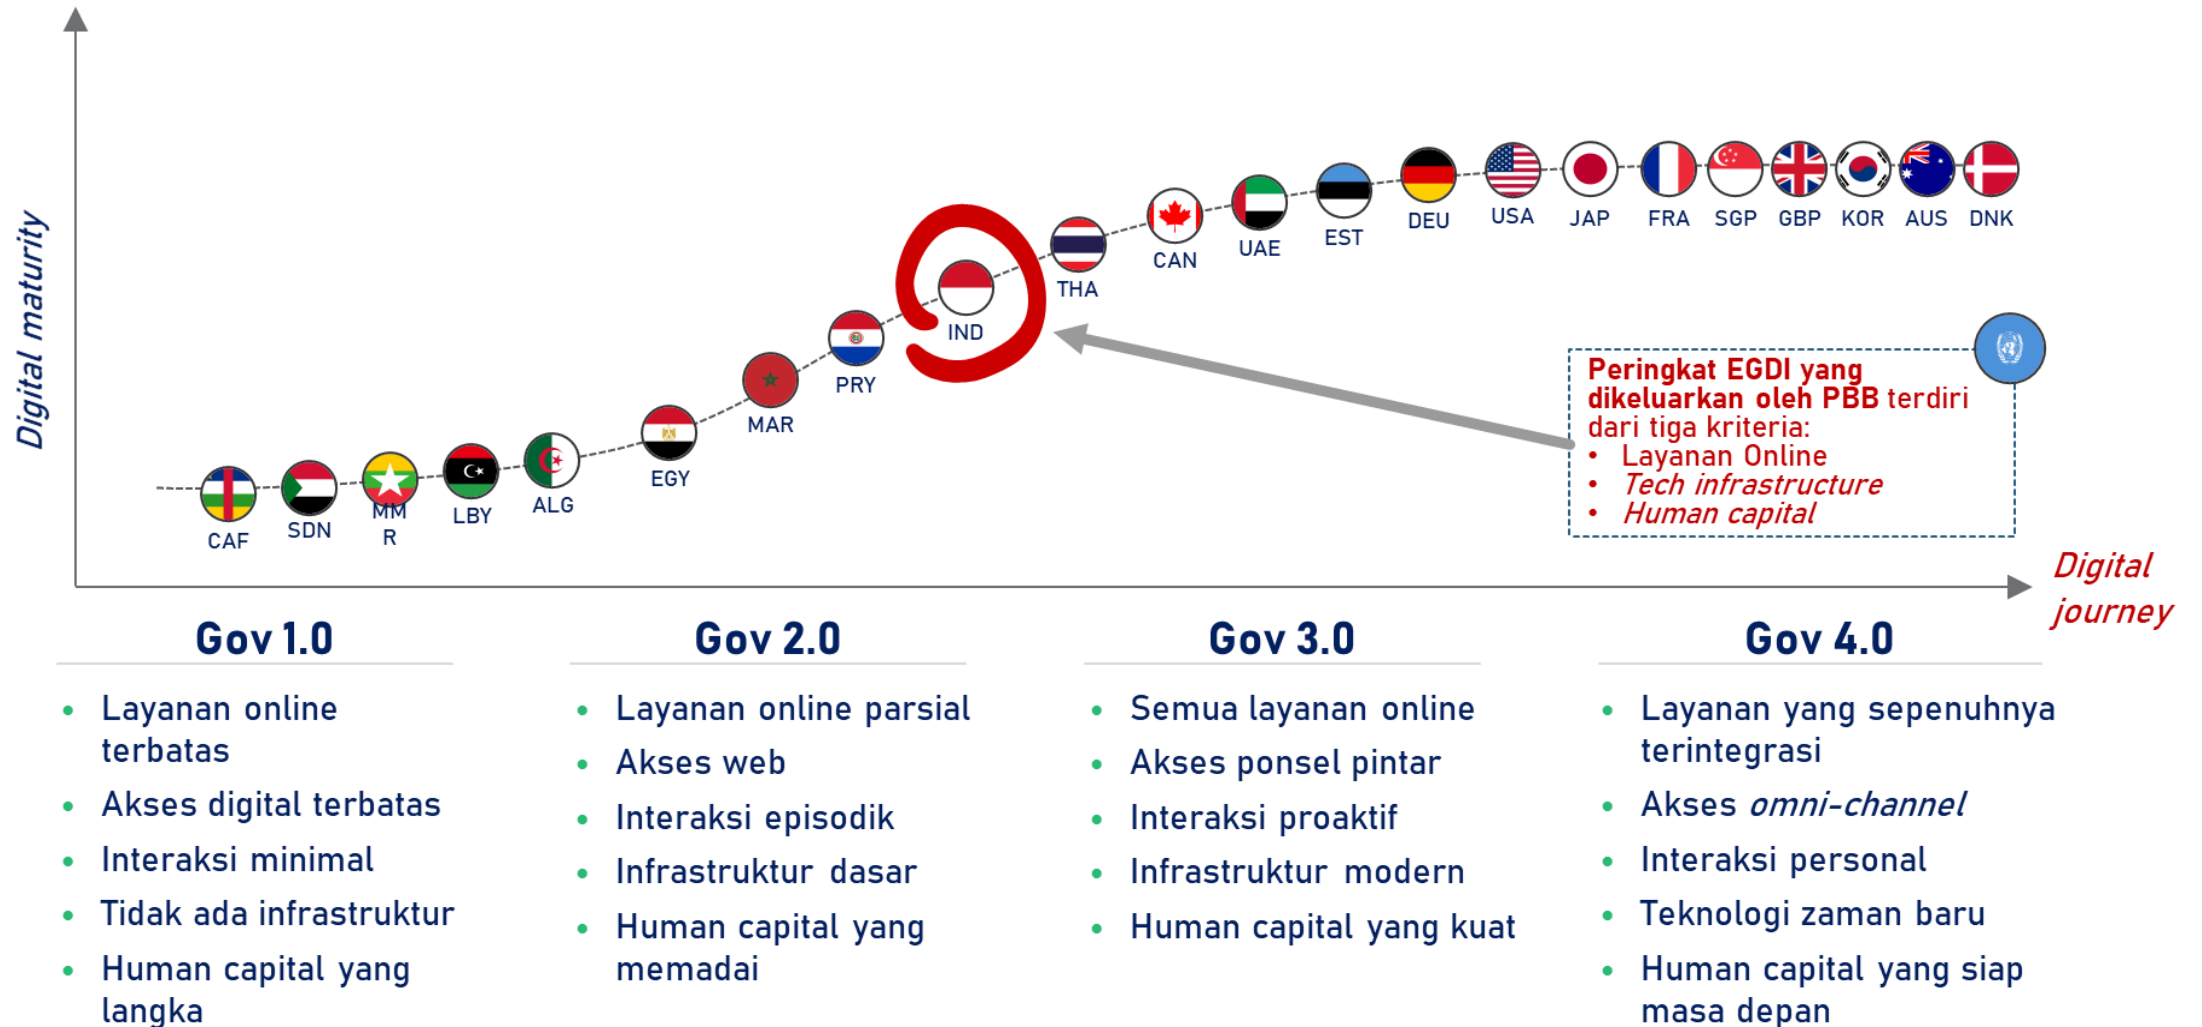 Digital maturity
CAF
SDN
MM
R
LBY
ALG
EGY
MAR
PRY
IND
THA
CAN
UAE
EST
DEU
USA
JAP
FRA
SGP
GBP
KOR
AUS
DNK
Peringkat EGDI yang
dikeluarkan oleh PBB terdiri
dari tiga kriteria:
• Layanan Online
• Tech infrastructure
• Human capital
Digital
journey
Gov 1.0
• Layanan online
terbatas
• Akses digital terbatas
• Interaksi minimal
• Tidak ada infrastruktur
• Human capital yang
langka
Gov 2.0
• Layanan online parsial
• Akses web
• Interaksi episodik
• Infrastruktur dasar
• Human capital yang
memadai
Gov 3.0
• Semua layanan online
• Akses ponsel pintar
• Interaksi proaktif
• Infrastruktur modern
• Human capital yang kuat
Gov 4.0
• Layanan yang sepenuhnya
terintegrasi
• Akses omni-channel
• Interaksi personal
• Teknologi zaman baru
• Human capital yang siap
masa depan